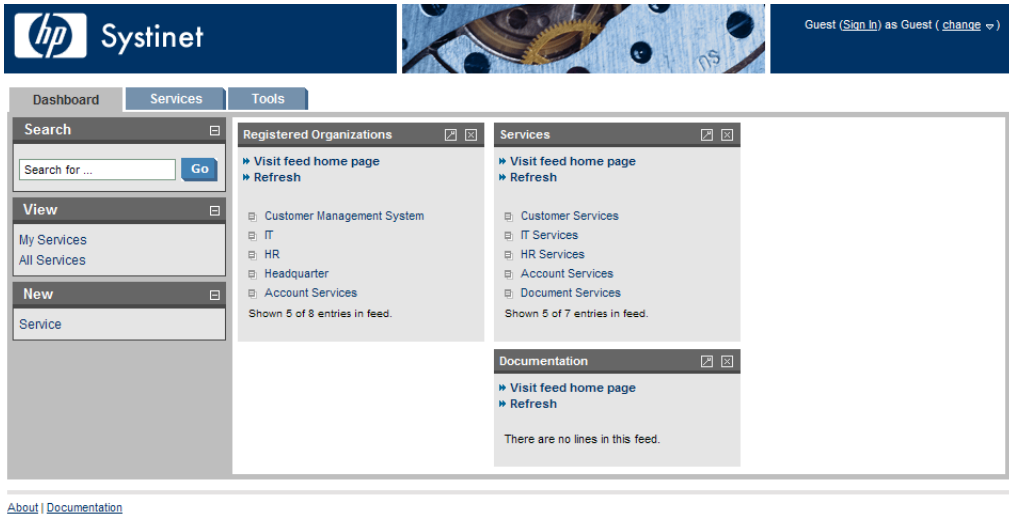 hp Systinet
Guest (Sign In) as Guest ( change )
Dashboard Services Tools
Search
Search for ...
Go
View
My Services
All Services
New
Service
Registered Organizations
Visit feed home page
Refresh
Customer Management System
IT
HR
Headquarter
Account Services
Shown 5 of 8 entries in feed.
Services
Visit feed home page
Refresh
Customer Services
IT Services
HR Services
Account Services
Document Services
Shown 5 of 7 entries in feed.
Documentation
Visit feed home page
Refresh
There are no lines in this feed.
About | Documentation